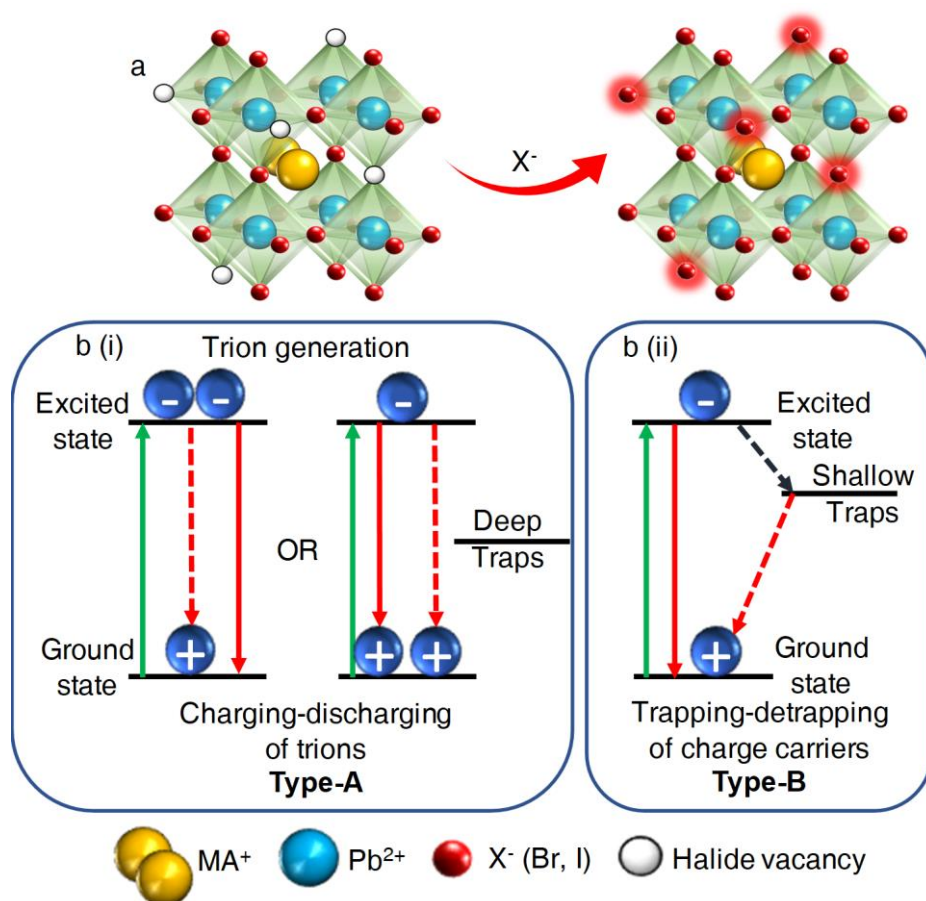 a
X⁻
b (i)
Trion generation
Excited
state
OR
Deep
Traps
Ground
state
Charging-discharging
of trions
Type-A
b (ii)
Excited
state
Shallow
Traps
Ground
state
Trapping-detrapping
of charge carriers
Type-B
MA⁺
Pb²⁺
X⁻ (Br, I)
Halide vacancy